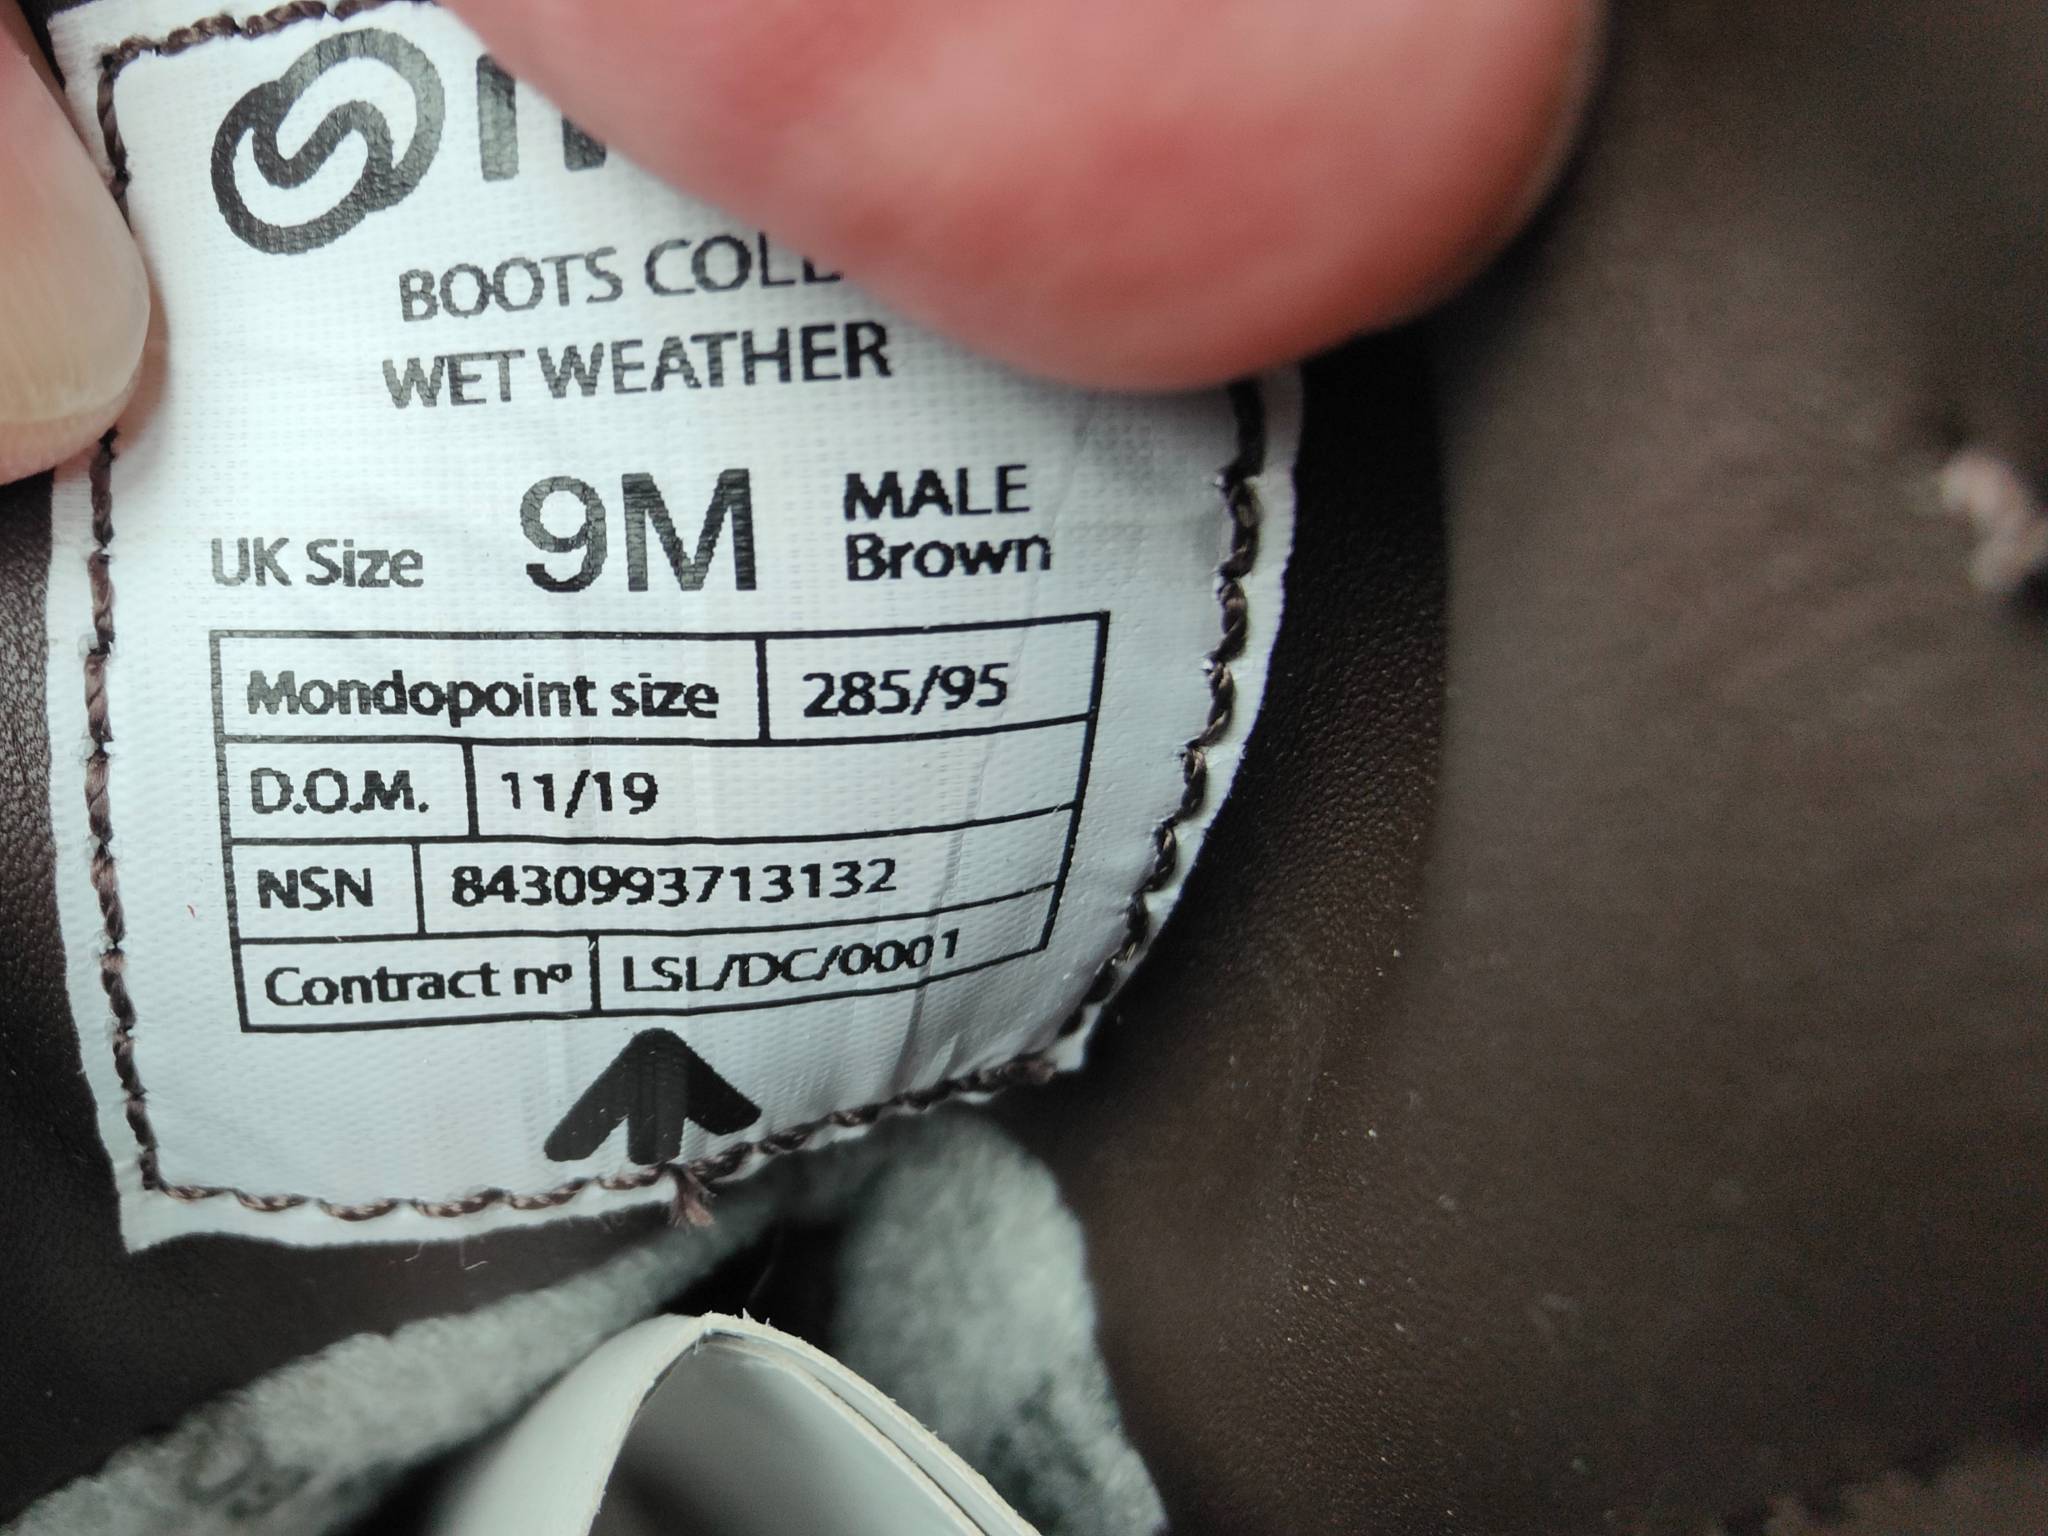 BOOTS COLD
WET WEATHER
UK Size 9M MALE
Brown
Mondopoint size 285/95
D.O.M. 11/19
NSN 8430993713132
Contract nº LSL/DC/0001